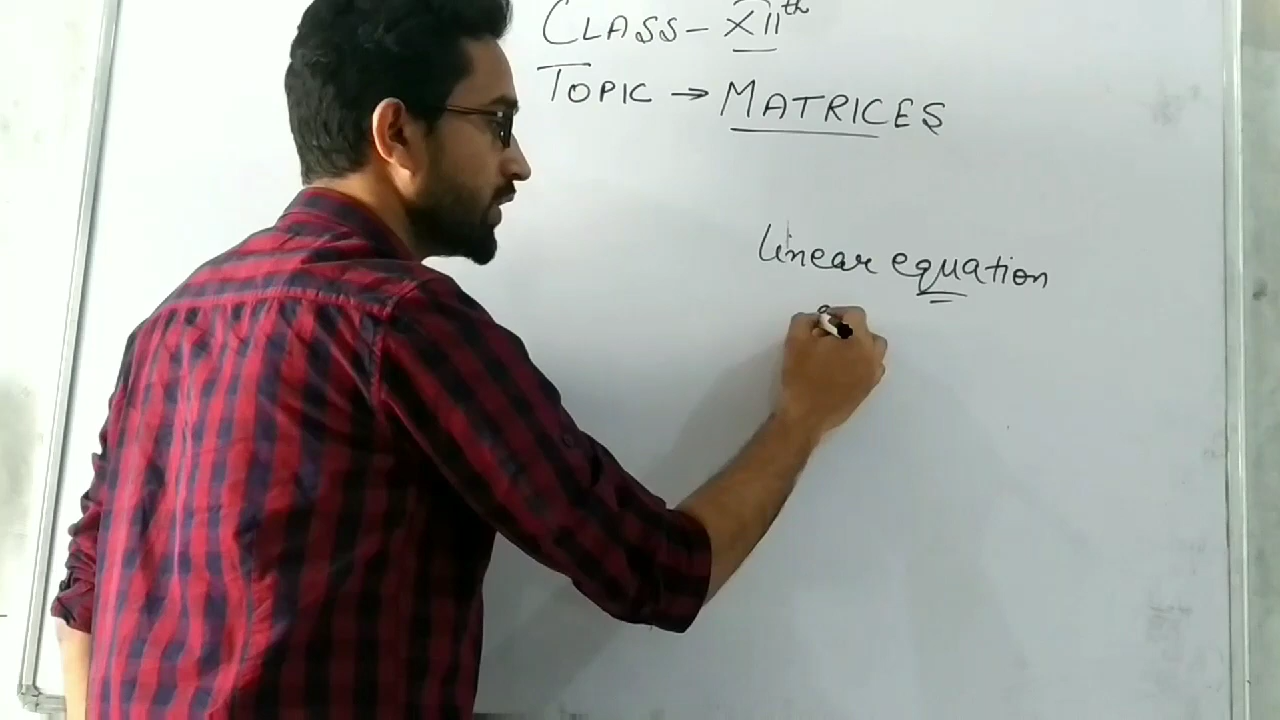 CLASS - XIIth
TOPIC → MATRICES
linear equation